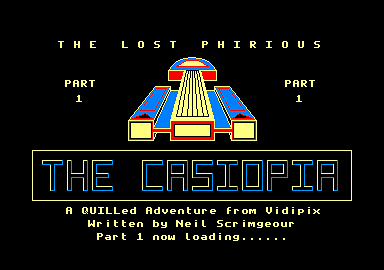 THE LOST PHIRIOUS
PART PART
1 1
THE CASIOPIA
A QUILLed Adventure from Vidipix
Written by Neil Scrimgeour
Part 1 now loading......